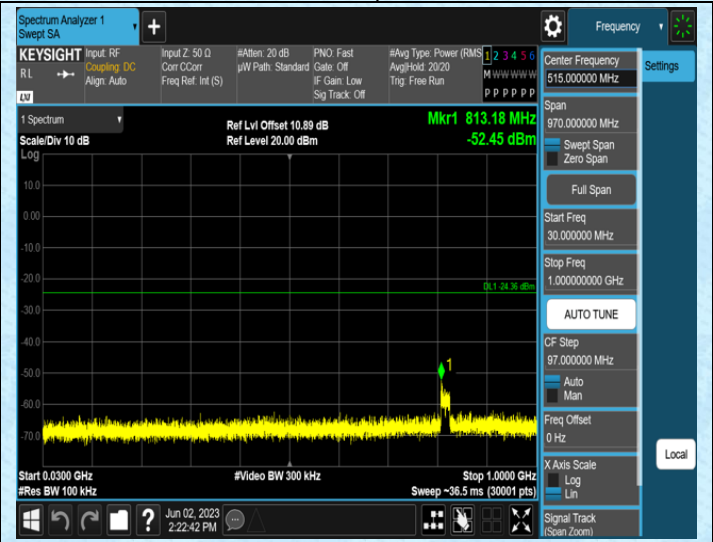 Spectrum Analyzer 1
Swept SA
+
Frequency
KEYSIGHT
RL
LXI
Input: RF
Coupling: DC
Align: Auto
Input Z: 50 Ω
Corr CCorr
Freq Ref: Int (S)
#Atten: 20 dB
µW Path: Standard
PNO: Fast
Gate: Off
IF Gain: Low
Sig Track: Off
#Avg Type: Power (RMS
Avg|Hold: 20/20
Trig: Free Run
1 2 3 4 5 6
M W W W W W
P P P P P P
Center Frequency
515.000000 MHz
Settings
Span
970.000000 MHz
Swept Span
Zero Span
Full Span
Start Freq
30.000000 MHz
Stop Freq
1.000000000 GHz
AUTO TUNE
CF Step
97.000000 MHz
Auto
Man
Freq Offset
0 Hz
X Axis Scale
Log
Lin
Signal Track
(Span Zoom)
Local
1 Spectrum
Scale/Div 10 dB
Log
Ref Lvl Offset 10.89 dB
Ref Level 20.00 dBm
Mkr1 813.18 MHz
-52.45 dBm
10.0
0.00
-10.0
-20.0
-30.0
-40.0
-50.0
-60.0
-70.0
DL1 -24.36 dBm
1
Start 0.0300 GHz
#Res BW 100 kHz
#Video BW 300 kHz
Stop 1.0000 GHz
Sweep ~36.5 ms (30001 pts)
?
Jun 02, 2023
2:22:42 PM